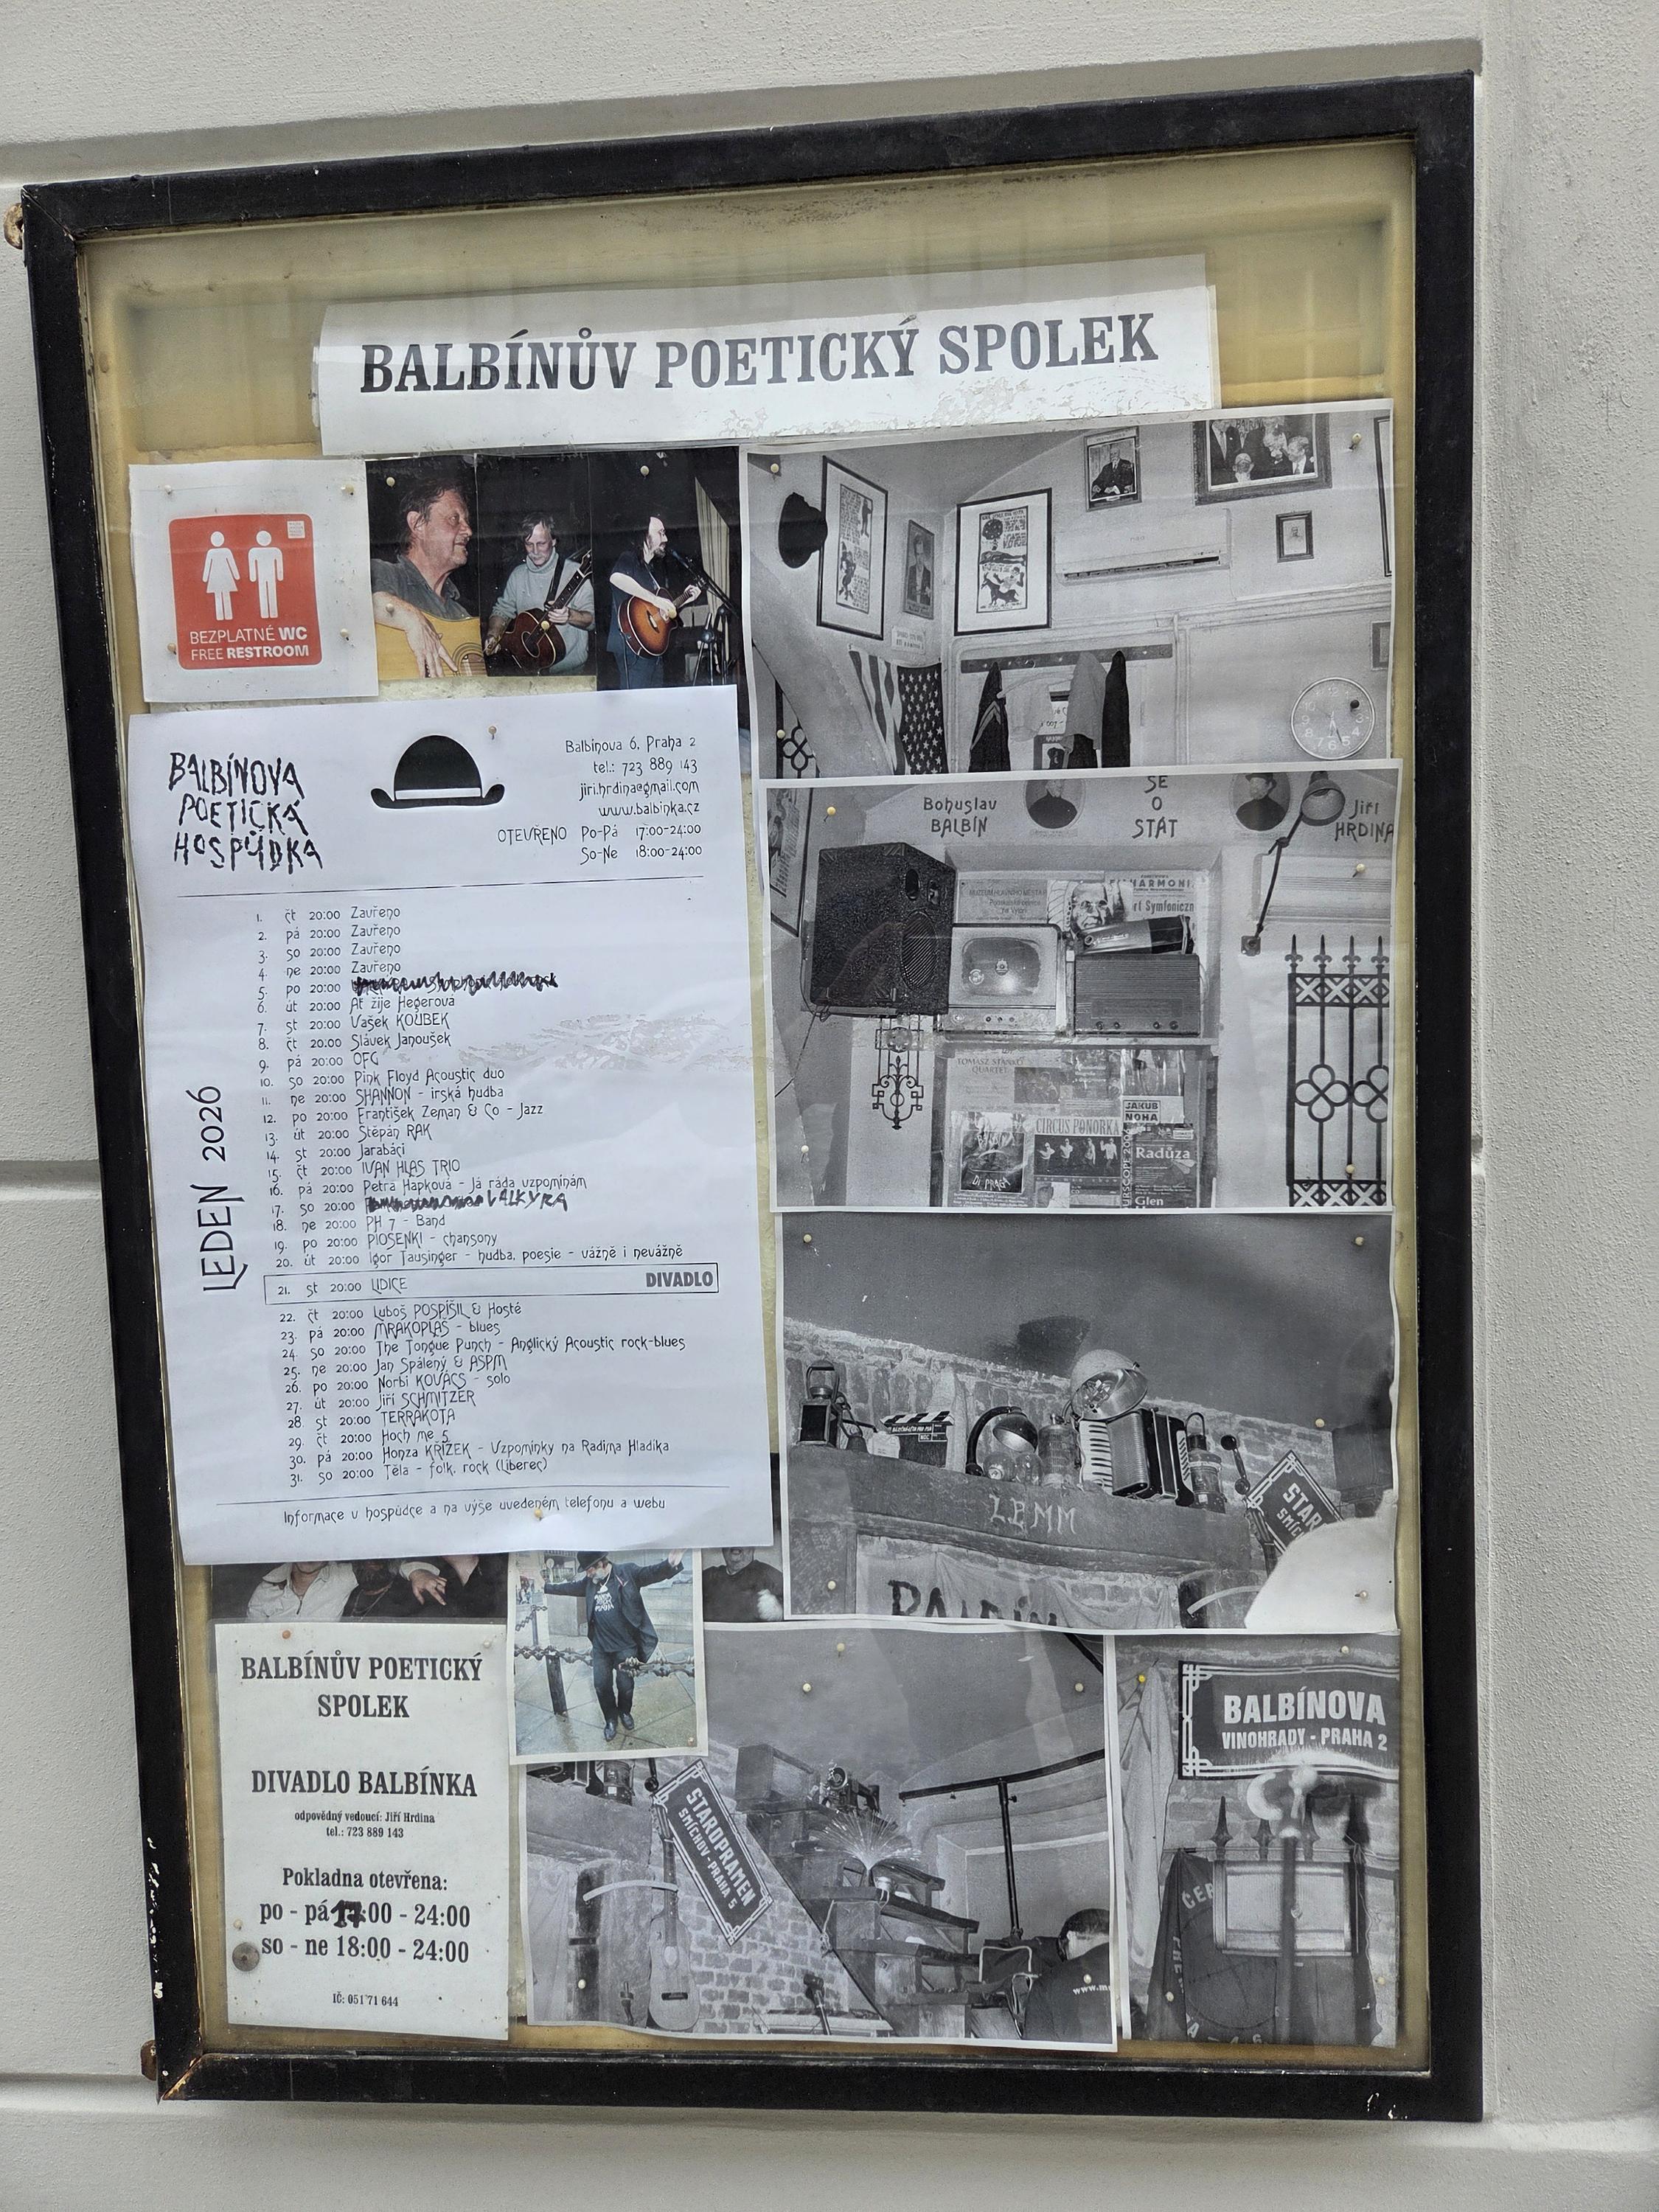 BALBÍNŮV POETICKÝ SPOLEK
BEZPLATNÉ WC
FREE RESTROOM
BALBÍNOVA
POETICKÁ
HOSPŮDKA
Balbínova 6, Praha 2
tel.: 723 889 143
jiri.hrdina@gmail.com
www.balbinka.cz
OTEVŘENO Po-Pá 17:00-24:00
So-Ne 18:00-24:00
LEDEN 2026
1. čt 20:00 Zavřeno
2. pá 20:00 Zavřeno
3. so 20:00 Zavřeno
4. ne 20:00 Zavřeno
5. po 20:00
6. út 20:00 Ať žije Hegerová
7. st 20:00 Vašek KOUBEK
8. čt 20.00 Slávek Janoušek
9. pá 20:00 OFG
10. so 20:00 Pink Floyd Acoustic duo
11. ne 20:00 SHANNON - irská hudba
12. po 20:00 František Zeman & Co - Jazz
13. út 20:00 Štěpán RAK
14. st 20:00 Jarabáci
15. čt 20:00 IVAN HLAS TRIO
16. pá 20:00 Petra Hapková - Já ráda vzpomínám
17. so 20:00 VALKYRA
18. ne 20:00 PH 7 - Band
19. po 20:00 PIOSENKI - chansony
20. út 20:00 Igor Tausinger - hudba, poesie - vážně i nevážně
21. st 20:00 LIDICE DIVADLO
22. čt 20:00 Luboš POSPÍŠIL & Hosté
23. pá 20:00 MRAKOPLAŠ - blues
24. so 20:00 The Tongue Punch - Anglický Acoustic rock-blues
25. ne 20:00 Jan Spálený & ASPM
26. po 20:00 Norbi KOVÁCS - solo
27. út 20:00 Jiří SCHMITZER
28. st 20:00 TERRAKOTA
29. čt 20:00 Hoch me 5
30. pá 20:00 Honza KŘÍŽEK - Vzpomínky na Radima Hladíka
31. so 20:00 Těla - folk, rock (Liberec)
Informace v hospůdce a na výše uvedeném telefonu a webu
BALBÍNŮV POETICKÝ
SPOLEK
DIVADLO BALBÍNKA
odpovědný vedoucí: Jiří Hrdina
tel.: 723 889 143
Pokladna otevřena:
po - pá 17:00 - 24:00
so - ne 18:00 - 24:00
IČ: 05171 644
Bohuslav
BALBÍN
SE
O
STÁT
Jiří
HRDINA
TOMASZ STAŃKO
QUARTET
CIRCUS PONORKA
JAKUB
NOHA
Radůza
Glen
ZEMM
STAROPRAMEN
SMÍCHOV - PRAHA 5
BALBÍNOVA
VINOHRADY - PRAHA 2